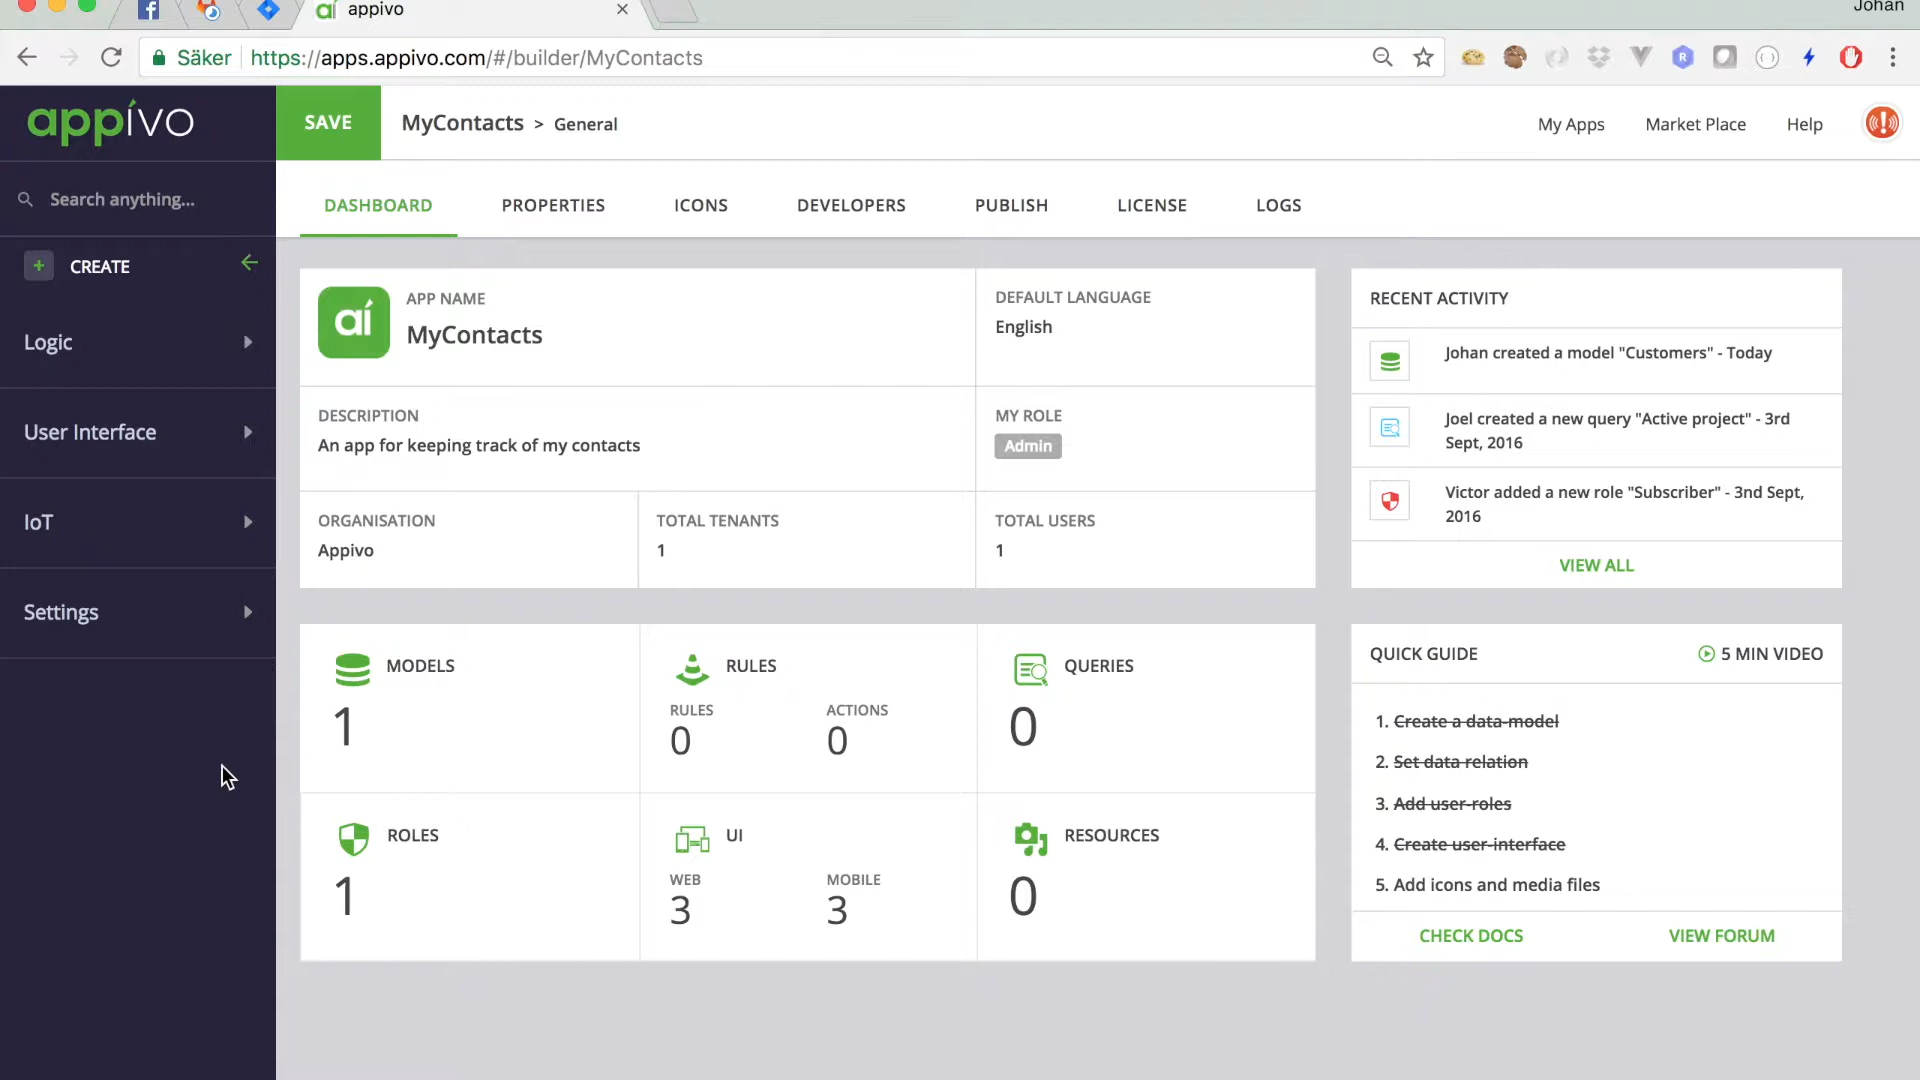 appivo
Johan
Säker
https://apps.appivo.com/#/builder/MyContacts
appívo
SAVE
MyContacts > General
My Apps
Market Place
Help
Search anything...
DASHBOARD
PROPERTIES
ICONS
DEVELOPERS
PUBLISH
LICENSE
LOGS
+ CREATE
Logic
User Interface
IoT
Settings
aí
APP NAME
MyContacts
DEFAULT LANGUAGE
English
DESCRIPTION
An app for keeping track of my contacts
MY ROLE
Admin
ORGANISATION
Appivo
TOTAL TENANTS
1
TOTAL USERS
1
RECENT ACTIVITY
Johan created a model "Customers" - Today
Joel created a new query "Active project" - 3rd
Sept, 2016
Victor added a new role "Subscriber" - 3nd Sept,
2016
VIEW ALL
MODELS
1
RULES
RULES
0
ACTIONS
0
QUERIES
0
ROLES
1
UI
WEB
3
MOBILE
3
RESOURCES
0
QUICK GUIDE
5 MIN VIDEO
1. Create a data-model
2. Set data relation
3. Add user-roles
4. Create user-interface
5. Add icons and media files
CHECK DOCS
VIEW FORUM